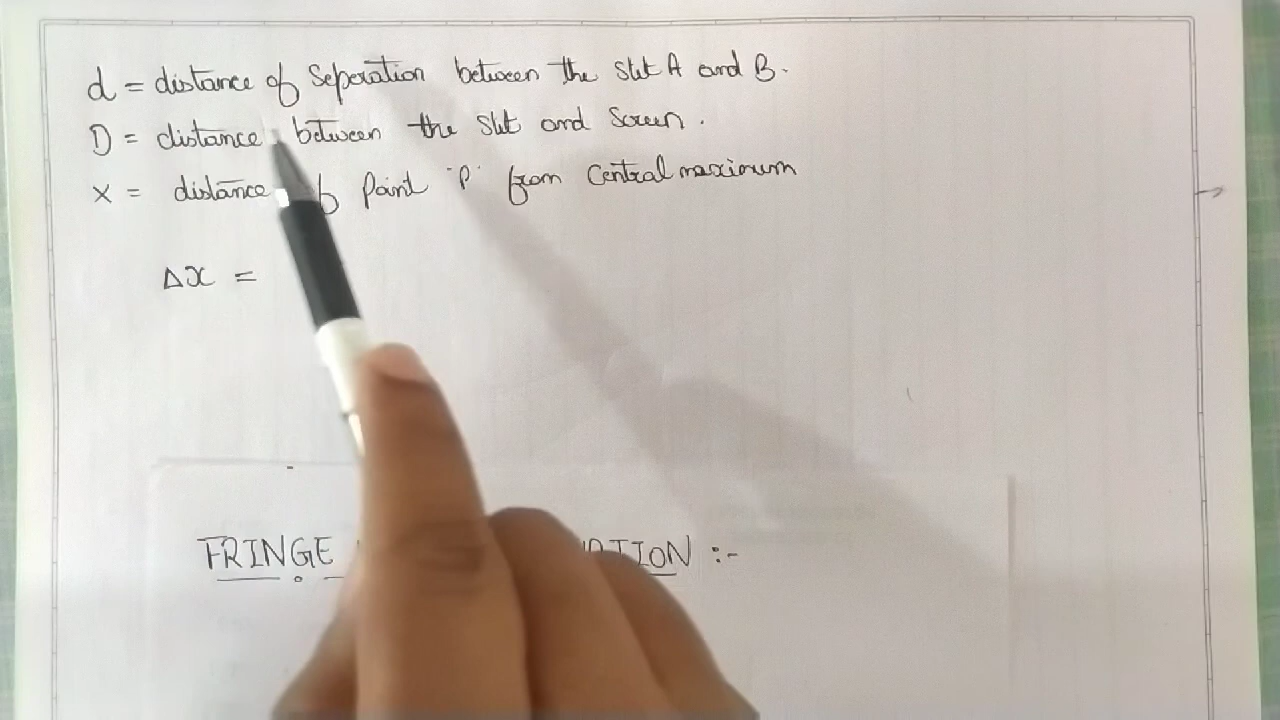 d = distance of Seperation between the slit A and B.
D = distance between the slit and Screen.
X = distance of Point 'P' from Central maximum
Δx =
FRINGE :-